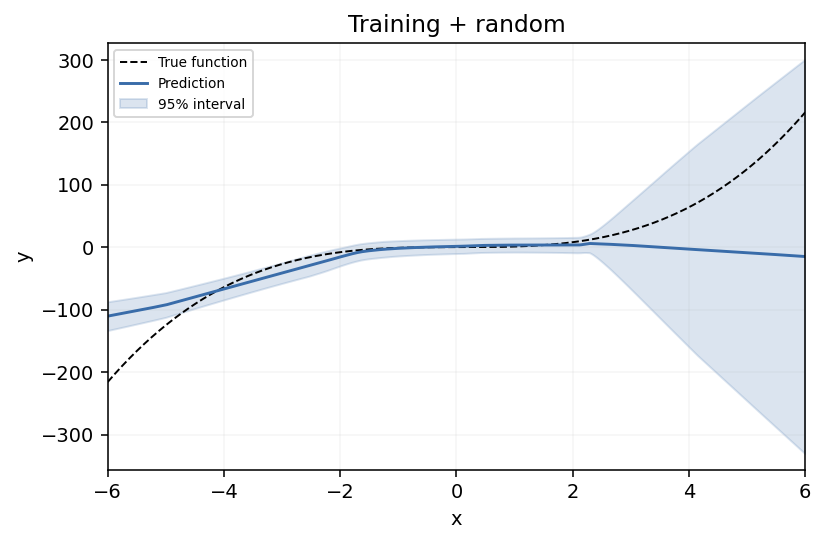 Training + random
True function
Prediction
95% interval
300
200
100
0
−100
−200
−300
y
−6
−4
−2
0
2
4
6
x